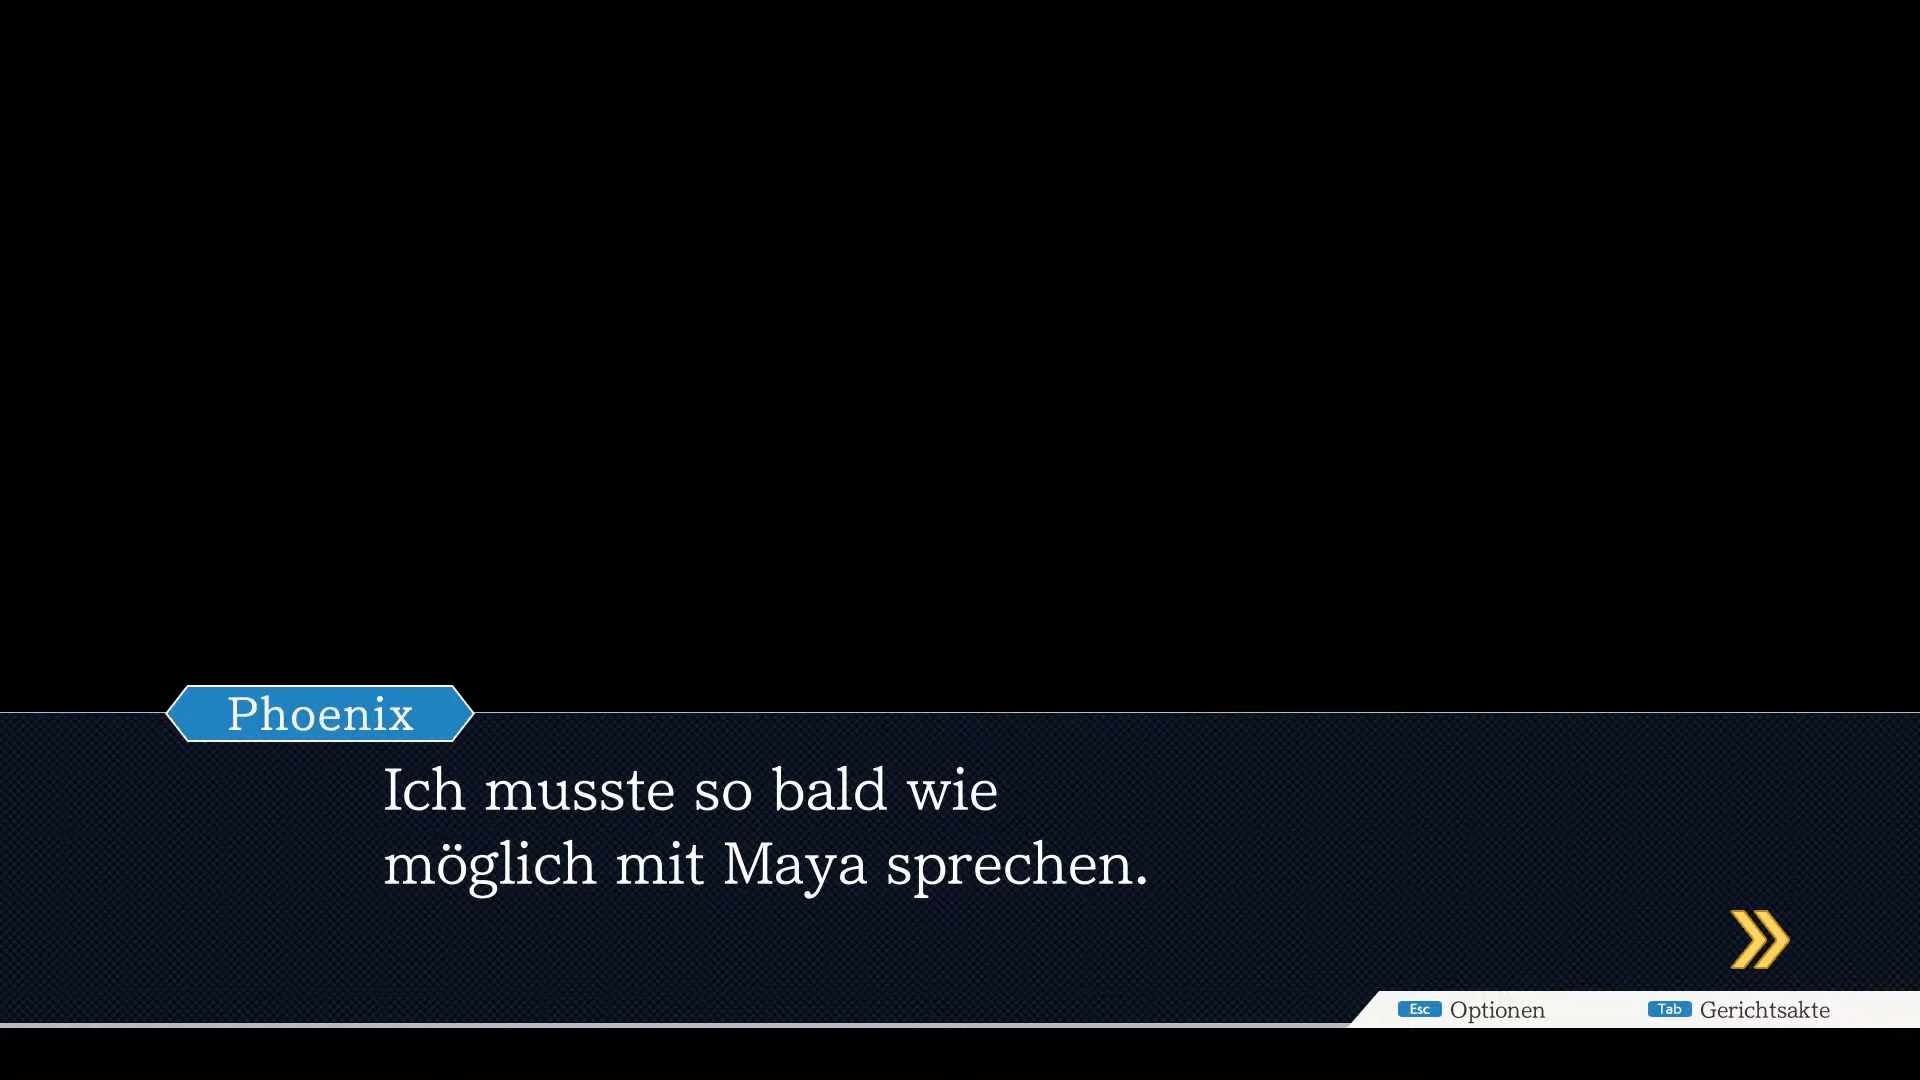 Phoenix
Ich musste so bald wie
möglich mit Maya sprechen.
Esc Optionen Tab Gerichtsakte